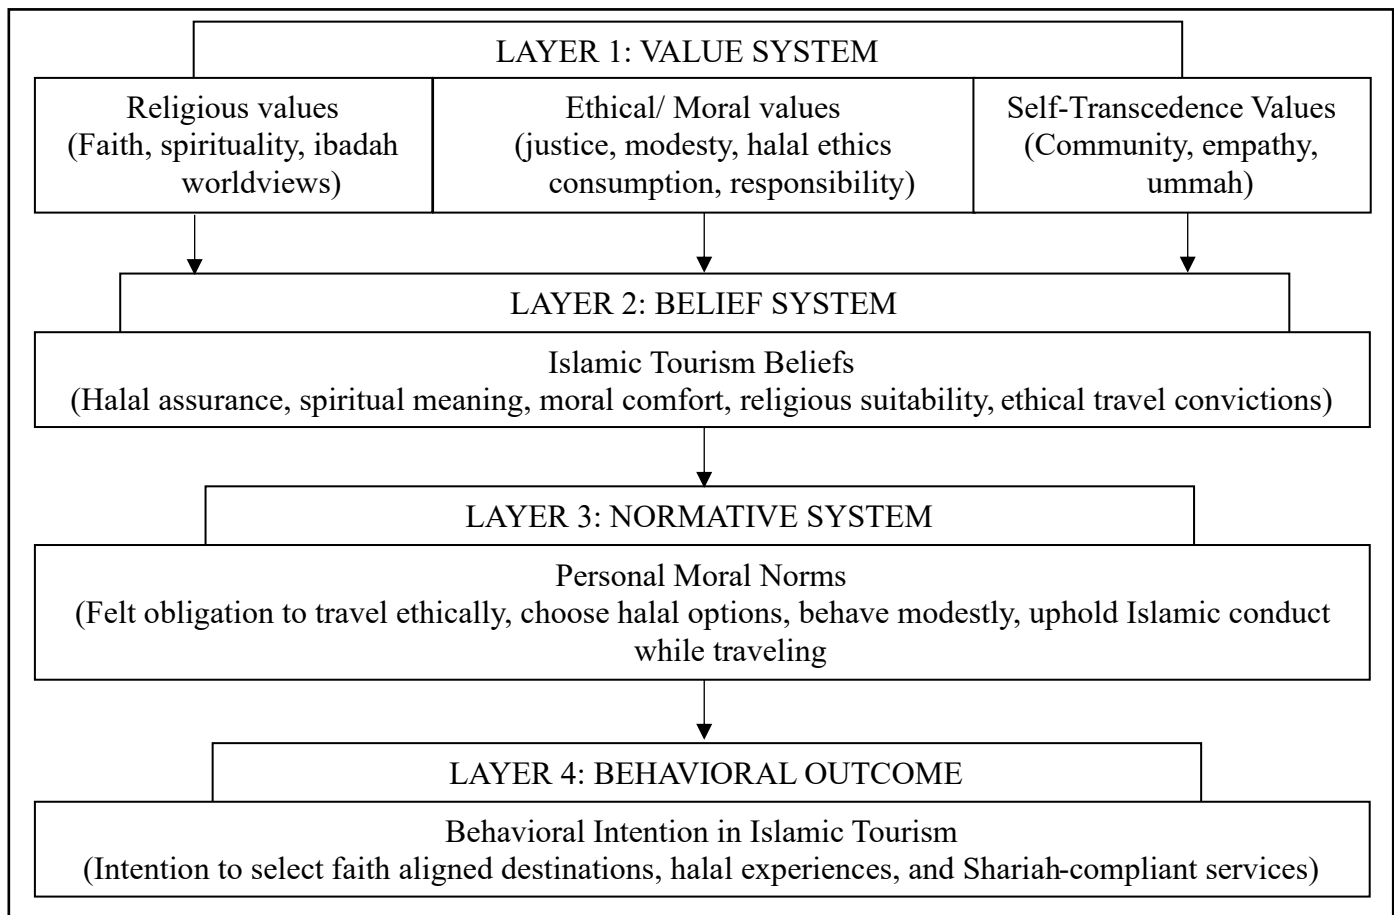 LAYER 1: VALUE SYSTEM
Religious values
(Faith, spirituality, ibadah
worldviews)
Ethical/ Moral values
(justice, modesty, halal ethics
consumption, responsibility)
Self-Transcedence Values
(Community, empathy,
ummah)
LAYER 2: BELIEF SYSTEM
Islamic Tourism Beliefs
(Halal assurance, spiritual meaning, moral comfort, religious suitability, ethical travel convictions)
LAYER 3: NORMATIVE SYSTEM
Personal Moral Norms
(Felt obligation to travel ethically, choose halal options, behave modestly, uphold Islamic conduct
while traveling
LAYER 4: BEHAVIORAL OUTCOME
Behavioral Intention in Islamic Tourism
(Intention to select faith aligned destinations, halal experiences, and Shariah-compliant services)